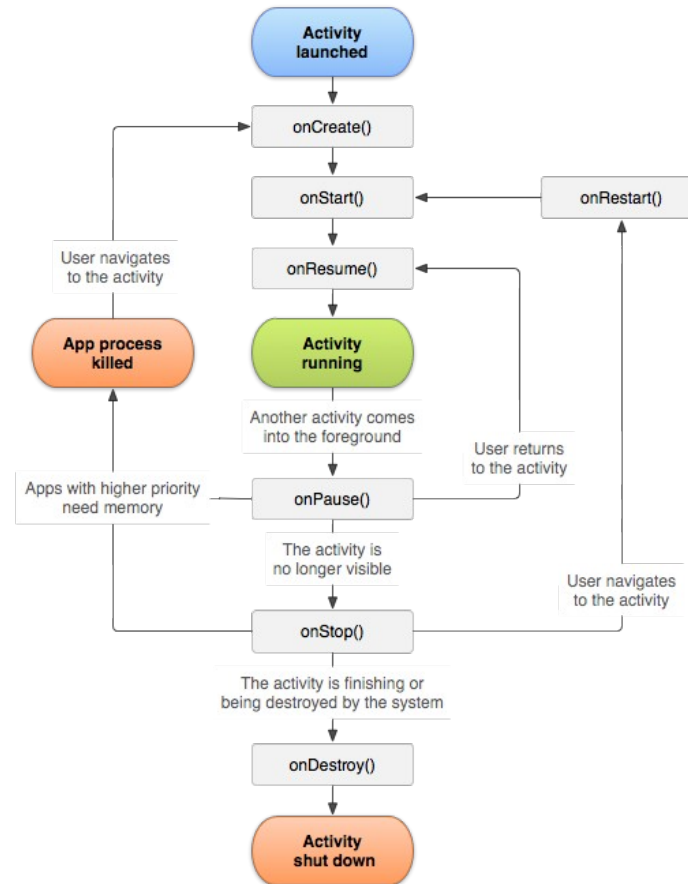 Activity
launched
onCreate()
onStart()
onRestart()
User navigates
to the activity
onResume()
App process
killed
Activity
running
Another activity comes
into the foreground
User returns
to the activity
Apps with higher priority
need memory
onPause()
The activity is
no longer visible
User navigates
to the activity
onStop()
The activity is finishing or
being destroyed by the system
onDestroy()
Activity
shut down